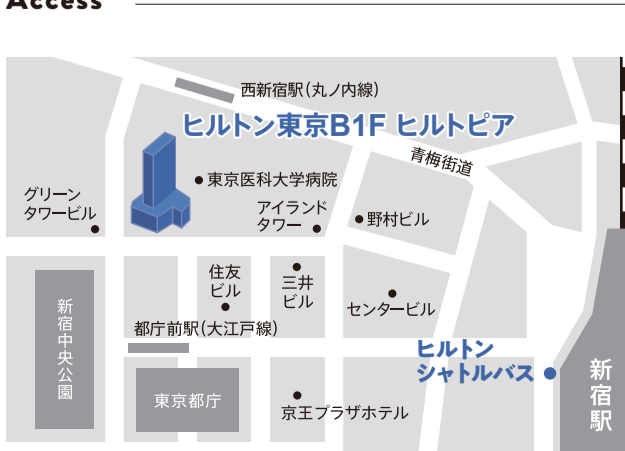 Access
西新宿駅(丸ノ内線)
ヒルトン東京B1F ヒルトピア
青梅街道
東京医科大学病院
グリーン
タワービル
アイランド
タワー
野村ビル
住友
ビル
三井
ビル
センタービル
新宿中央公園
都庁前駅(大江戸線)
ヒルトン
シャトルバス
新宿駅
東京都庁
京王プラザホテル